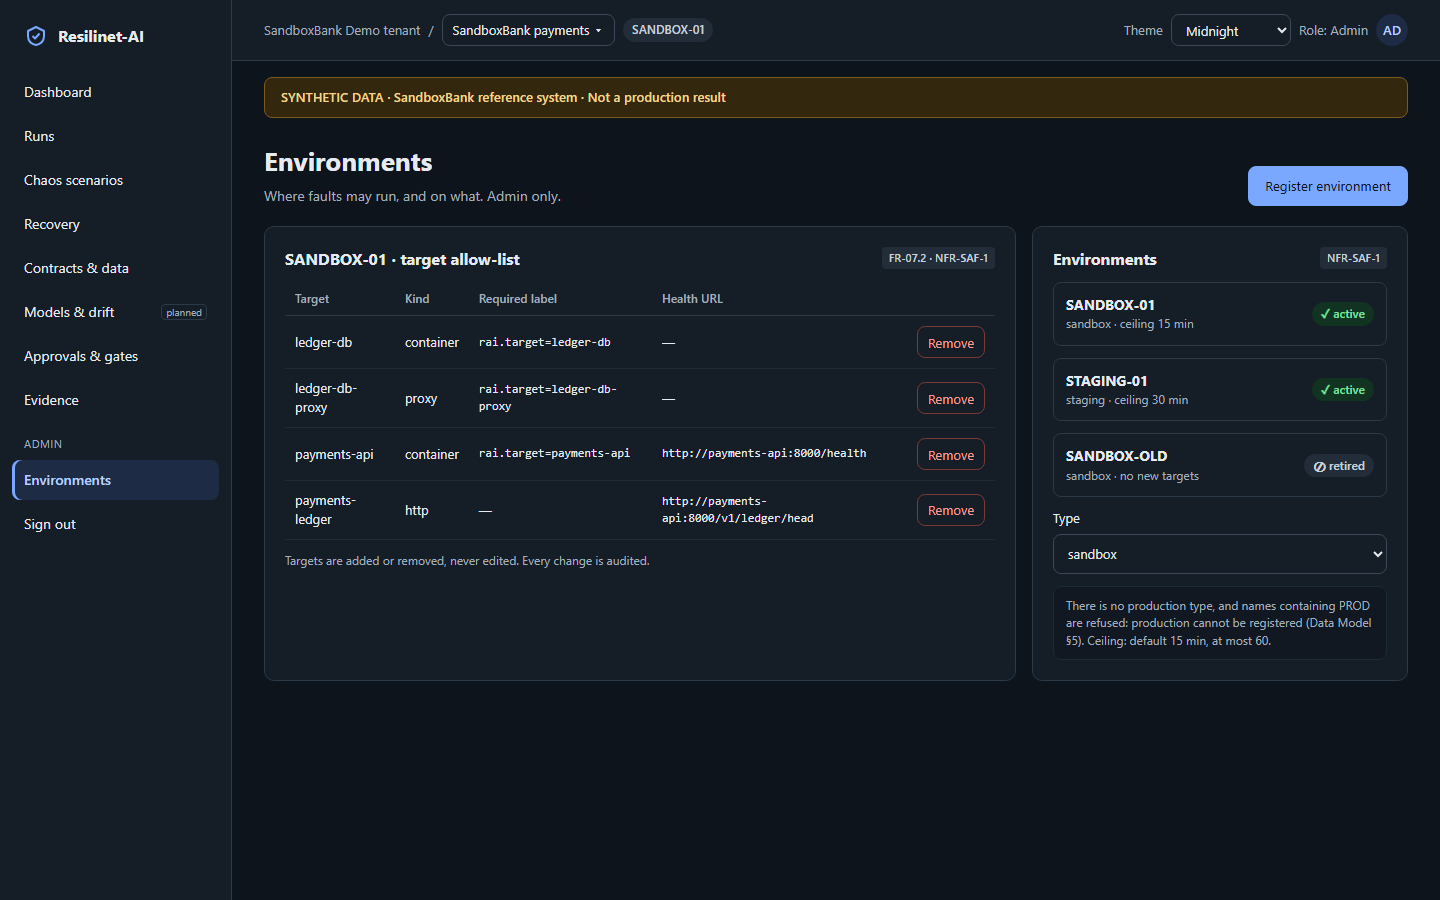 Resilinet-AI
Dashboard
Runs
Chaos scenarios
Recovery
Contracts & data
Models & drift
planned
Approvals & gates
Evidence
ADMIN
Environments
Sign out
SandboxBank Demo tenant / SandboxBank payments SANDBOX-01
Theme Midnight Role: Admin AD
SYNTHETIC DATA · SandboxBank reference system · Not a production result
Environments
Where faults may run, and on what. Admin only.
Register environment
SANDBOX-01 · target allow-list
FR-07.2 · NFR-SAF-1
Target Kind Required label Health URL
ledger-db container rai.target=ledger-db — Remove
ledger-db-
proxy
proxy
rai.target=ledger-db-
proxy
—
Remove
payments-api container rai.target=payments-api http://payments-api:8000/health Remove
payments-
ledger
http
—
http://payments-
api:8000/v1/ledger/head
Remove
Targets are added or removed, never edited. Every change is audited.
Environments
NFR-SAF-1
SANDBOX-01
sandbox · ceiling 15 min
✓ active
STAGING-01
staging · ceiling 30 min
✓ active
SANDBOX-OLD
sandbox · no new targets
retired
Type
sandbox
There is no production type, and names containing PROD
are refused: production cannot be registered (Data Model
§5). Ceiling: default 15 min, at most 60.